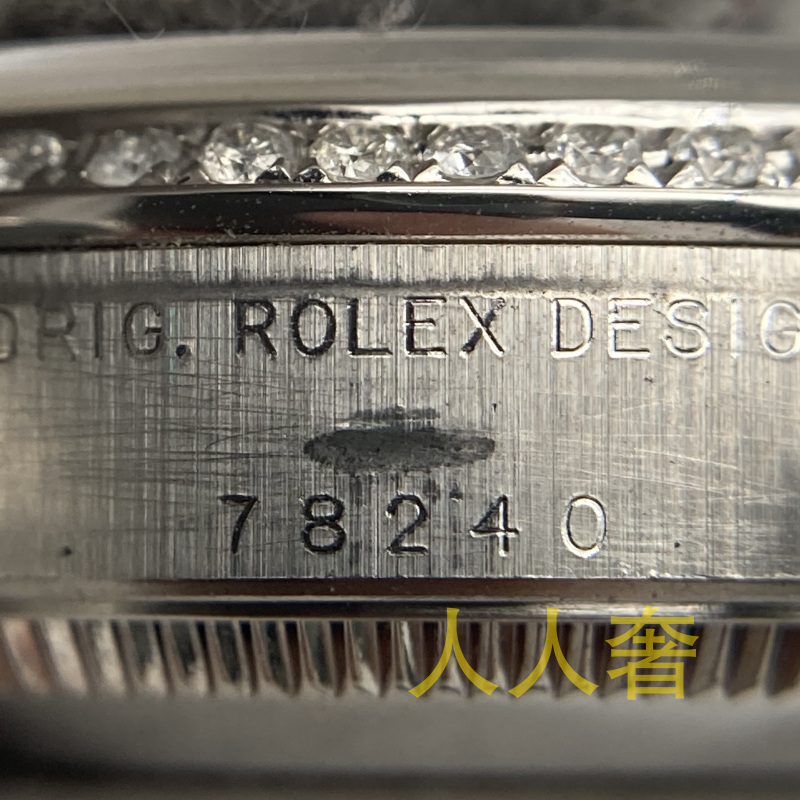 ORIG. ROLEX DESIG
78240
人人奢